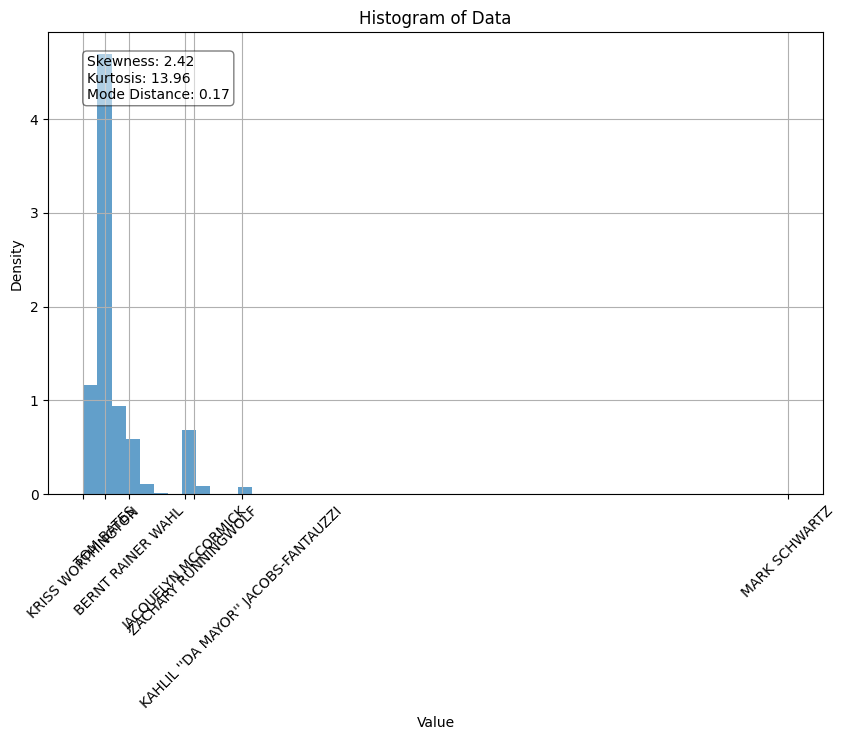 Histogram of Data
Skewness: 2.42
Kurtosis: 13.96
Mode Distance: 0.17
Density
4
3
2
1
0
KRISS WORTHINGTON
TOM BATES
BERNT RAINER WAHL
JACQUELYN MCCORMICK
ZACHARY RUNNINGWOLF
KAHLIL ''DA MAYOR'' JACOBS-FANTAUZZI
MARK SCHWARTZ
Value